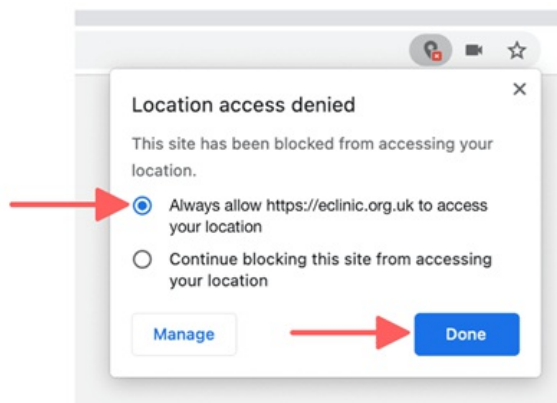 Location access denied
This site has been blocked from accessing your
location.
Always allow https://eclinic.org.uk to access
your location
Continue blocking this site from accessing
your location
Manage
Done